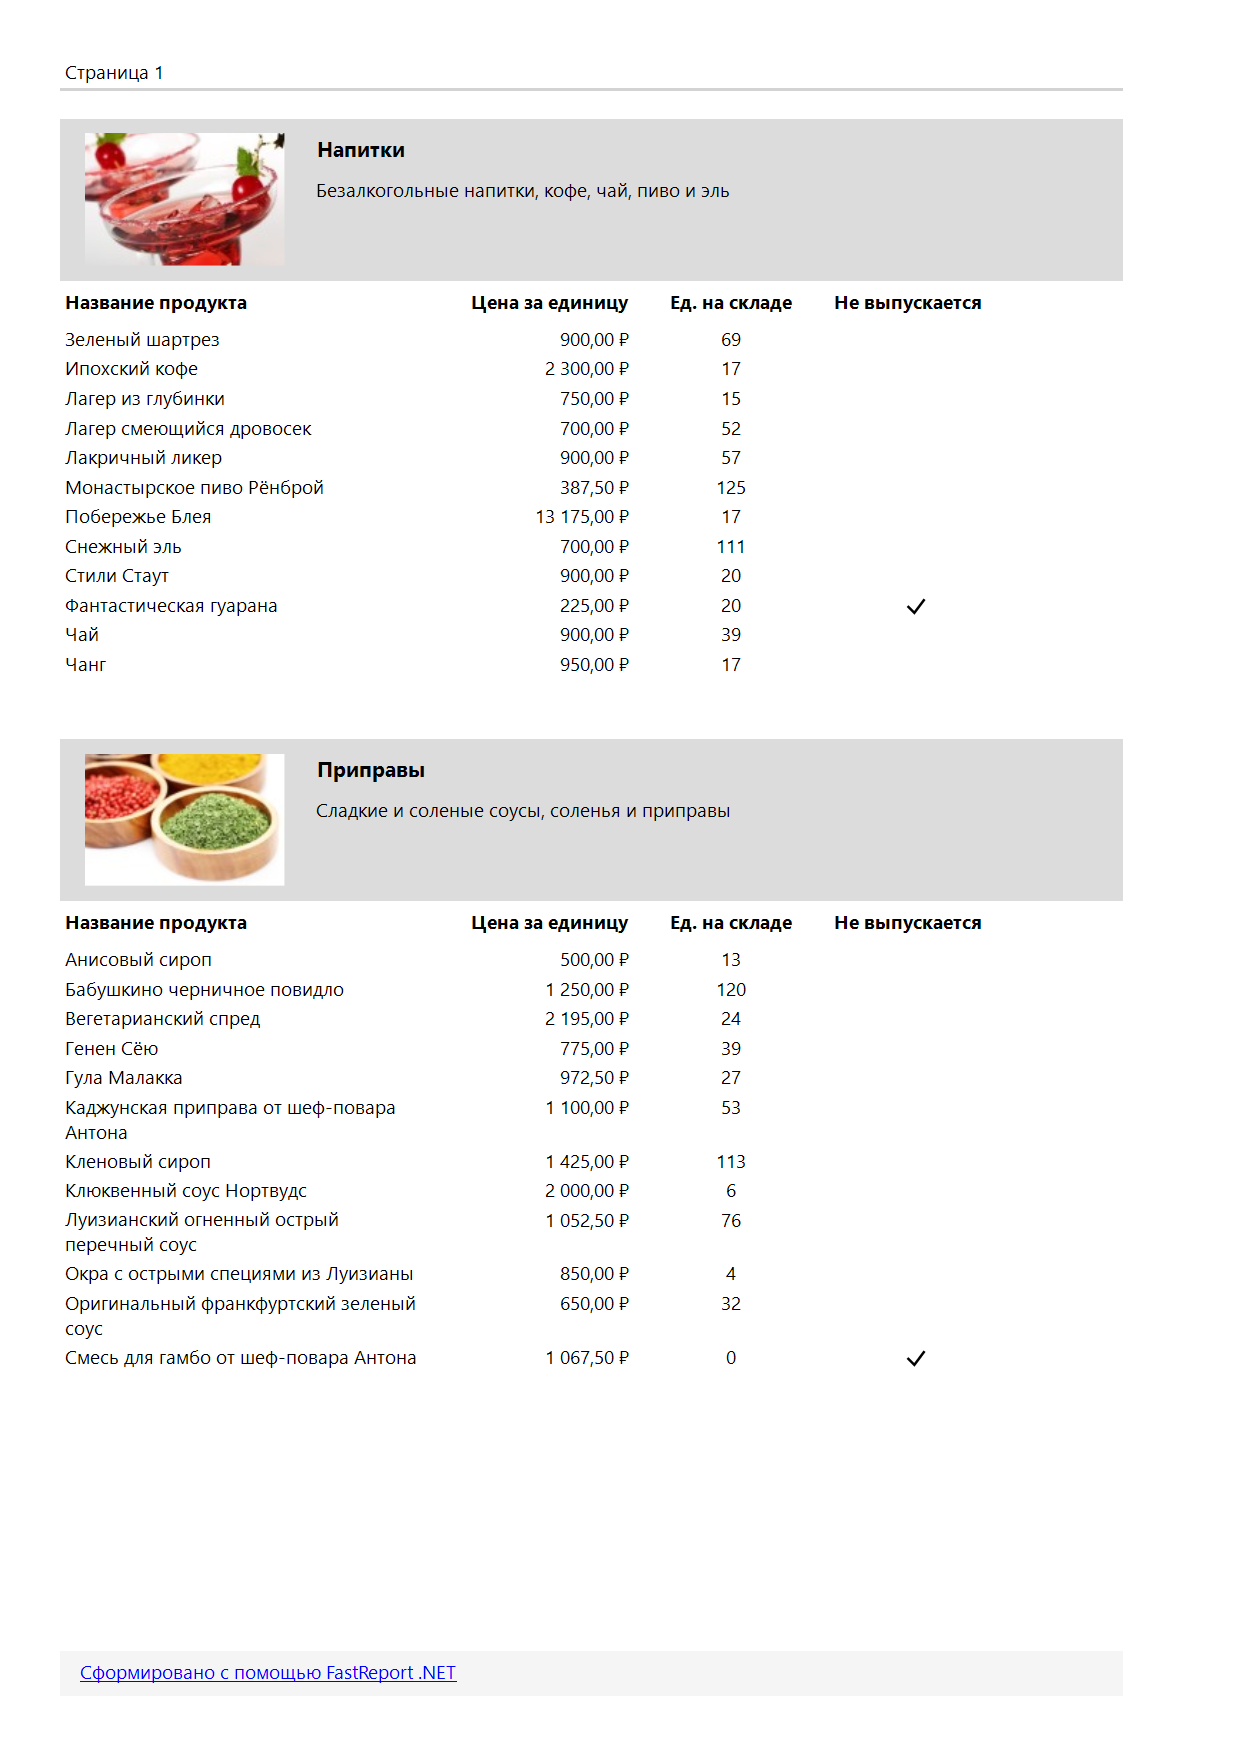 Страница 1
Напитки
Безалкогольные напитки, кофе, чай, пиво и эль
Название продукта Цена за единицу Ед. на складе Не выпускается
Зеленый шартрез 900,00 ₽ 69
Ипохский кофе 2 300,00 ₽ 17
Лагер из глубинки 750,00 ₽ 15
Лагер смеющийся дровосек 700,00 ₽ 52
Лакричный ликер 900,00 ₽ 57
Монастырское пиво Рёнброй 387,50 ₽ 125
Побережье Блея 13 175,00 ₽ 17
Снежный эль 700,00 ₽ 111
Стили Стаут 900,00 ₽ 20
Фантастическая гуарана 225,00 ₽ 20 ✓
Чай 900,00 ₽ 39
Чанг 950,00 ₽ 17
Приправы
Сладкие и соленые соусы, соленья и приправы
Название продукта Цена за единицу Ед. на складе Не выпускается
Анисовый сироп 500,00 ₽ 13
Бабушкино черничное повидло 1 250,00 ₽ 120
Вегетарианский спред 2 195,00 ₽ 24
Генен Сёю 775,00 ₽ 39
Гула Малакка 972,50 ₽ 27
Каджунская приправа от шеф-повара 1 100,00 ₽ 53
Антона
Кленовый сироп 1 425,00 ₽ 113
Клюквенный соус Нортвудс 2 000,00 ₽ 6
Луизианский огненный острый 1 052,50 ₽ 76
перечный соус
Окра с острыми специями из Луизианы 850,00 ₽ 4
Оригинальный франкфуртский зеленый 650,00 ₽ 32
соус
Смесь для гамбо от шеф-повара Антона 1 067,50 ₽ 0 ✓
Сформировано с помощью FastReport .NET